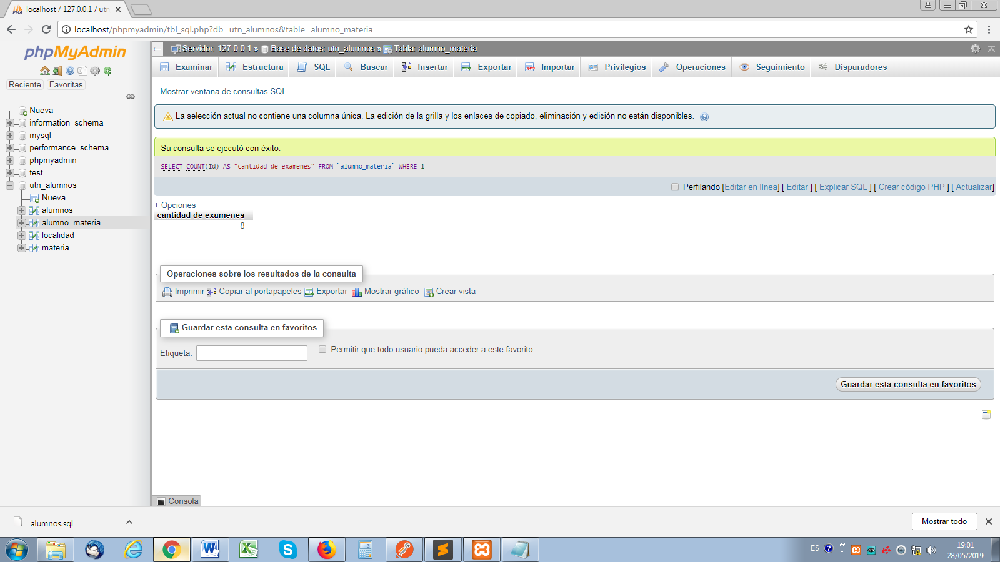 localhost / 127.0.0.1 / utn
localhost/phpmyadmin/tbl_sql.php?db=utn_alumnos&table=alumno_materia
phpMyAdmin
Reciente Favoritas
Nueva
information_schema
mysql
performance_schema
phpmyadmin
test
utn_alumnos
Nueva
alumnos
alumno_materia
localidad
materia
Servidor: 127.0.0.1 » Base de datos: utn_alumnos » Tabla: alumno_materia
Examinar Estructura SQL Buscar Insertar Exportar Importar Privilegios Operaciones Seguimiento Disparadores
Mostrar ventana de consultas SQL
La selección actual no contiene una columna única. La edición de la grilla y los enlaces de copiado, eliminación y edición no están disponibles.
Su consulta se ejecutó con éxito.
SELECT COUNT(Id) AS "cantidad de examenes" FROM `alumno_materia` WHERE 1
Perfilando [Editar en línea] [ Editar ] [ Explicar SQL ] [ Crear código PHP ] [ Actualizar]
+ Opciones
cantidad de examenes
8
Operaciones sobre los resultados de la consulta
Imprimir Copiar al portapapeles Exportar Mostrar gráfico Crear vista
Guardar esta consulta en favoritos
Etiqueta: Permitir que todo usuario pueda acceder a este favorito
Guardar esta consulta en favoritos
Consola
alumnos.sql
Mostrar todo
ES
19:01
28/05/2019